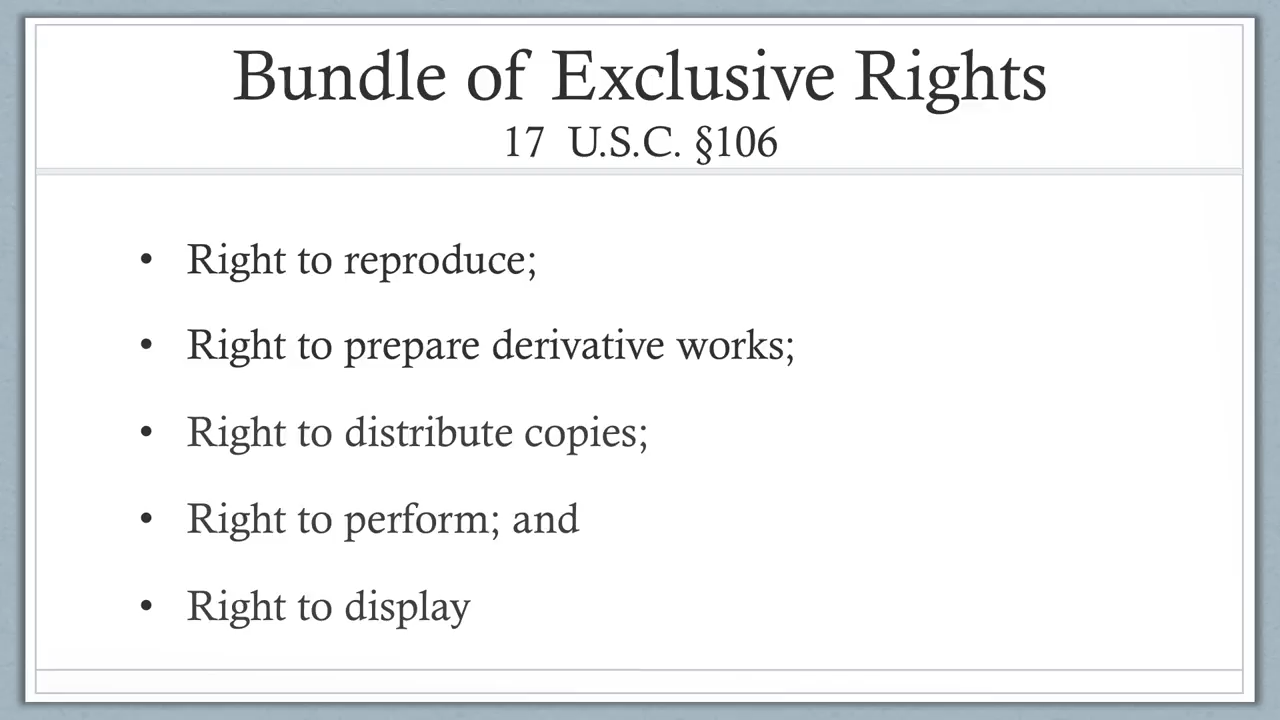 Bundle of Exclusive Rights
17 U.S.C. §106
• Right to reproduce;
• Right to prepare derivative works;
• Right to distribute copies;
• Right to perform; and
• Right to display